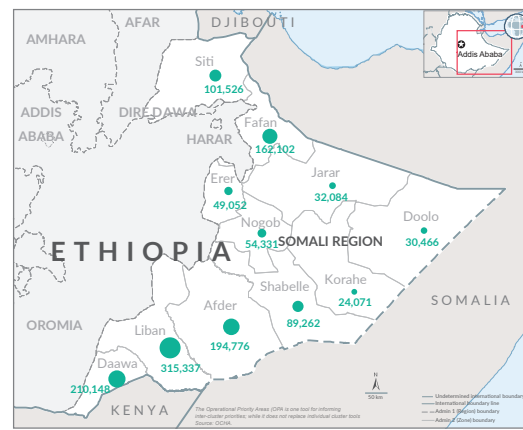 DJIBOUTI
AFAR
AMHARA
Addis Ababa
Siti
101,526
ADDIS
ABABA
DIRE DAWA
HARAR
Fafan
162,102
Jarar
32,084
Erer
49,052
Nogob
54,331
SOMALI REGION
Doolo
30,466
ETHIOPIA
Korahe
24,071
Shabelle
89,262
SOMALIA
Afder
194,776
OROMIA
Liban
315,337
Daawa
210,148
KENYA
N
50 km
The Operational Priority Areas (OPA is one tool for informing
inter-cluster priorities; while it does not replace individual cluster tools
Source: OCHA.
Undetermined international boundary
International boundary line
Admin 1 (Region) boundary
Admin 2 (Zone) boundary